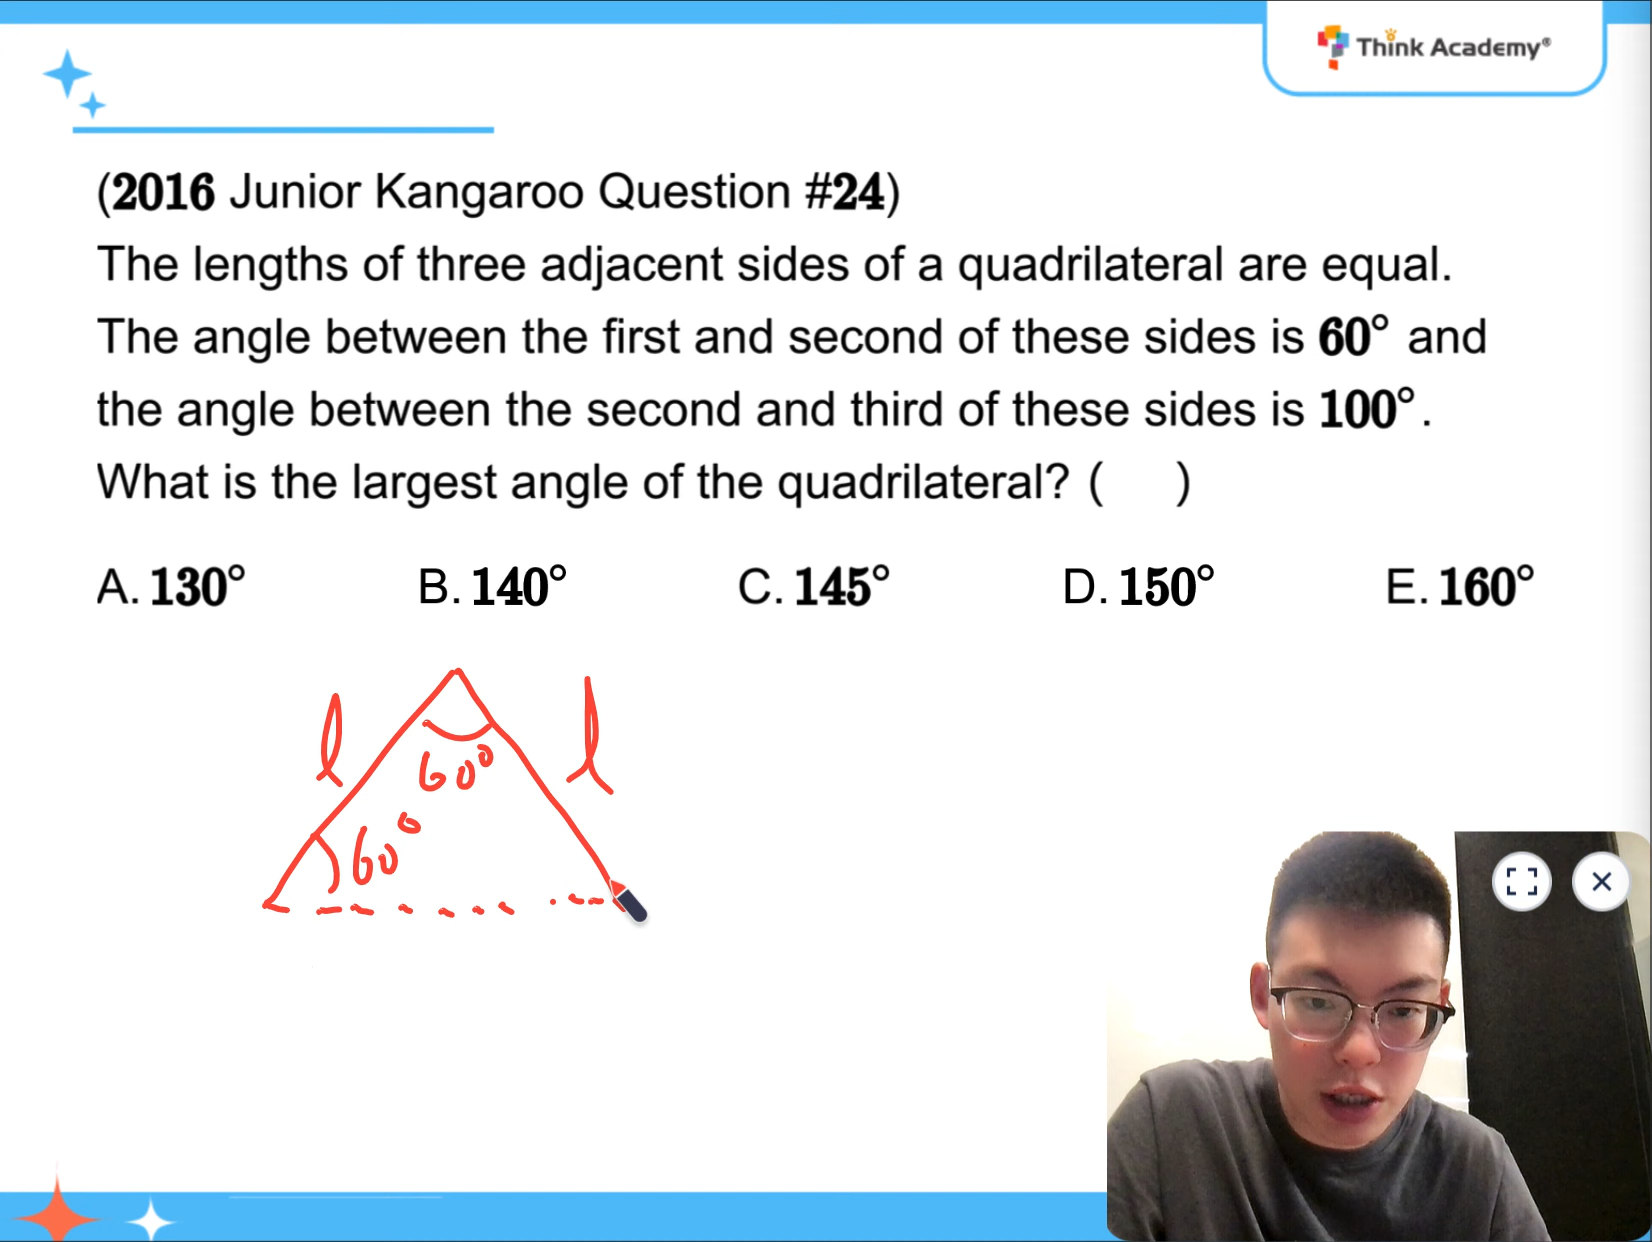 Think Academy®
(2016 Junior Kangaroo Question #24)
The lengths of three adjacent sides of a quadrilateral are equal.
The angle between the first and second of these sides is 60° and
the angle between the second and third of these sides is 100°.
What is the largest angle of the quadrilateral? (    )
A. 130° B. 140° C. 145° D. 150° E. 160°
l l
60°
60°